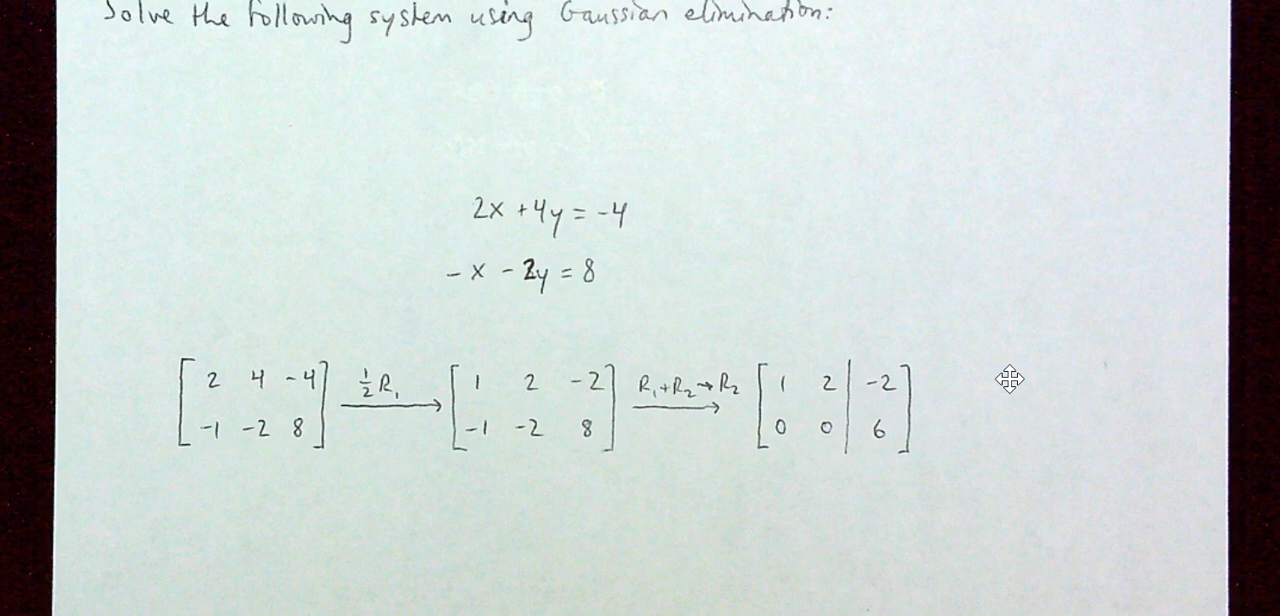 Solve the following system using Gaussian elimination:
2x + 4y = -4
-x - 2y = 8
[2 4 -4; -1 -2 8] ½R₁ → [1 2 -2; -1 -2 8] R₁+R₂→R₂ → [1 2 | -2; 0 0 | 6]